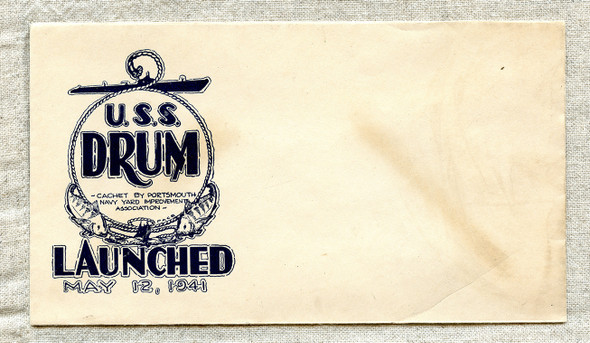 U.S.S.
DRUM
- CACHET BY PORTSMOUTH
NAVY YARD IMPROVEMENT
ASSOCIATION -
LAUNCHED
MAY 12, 1941